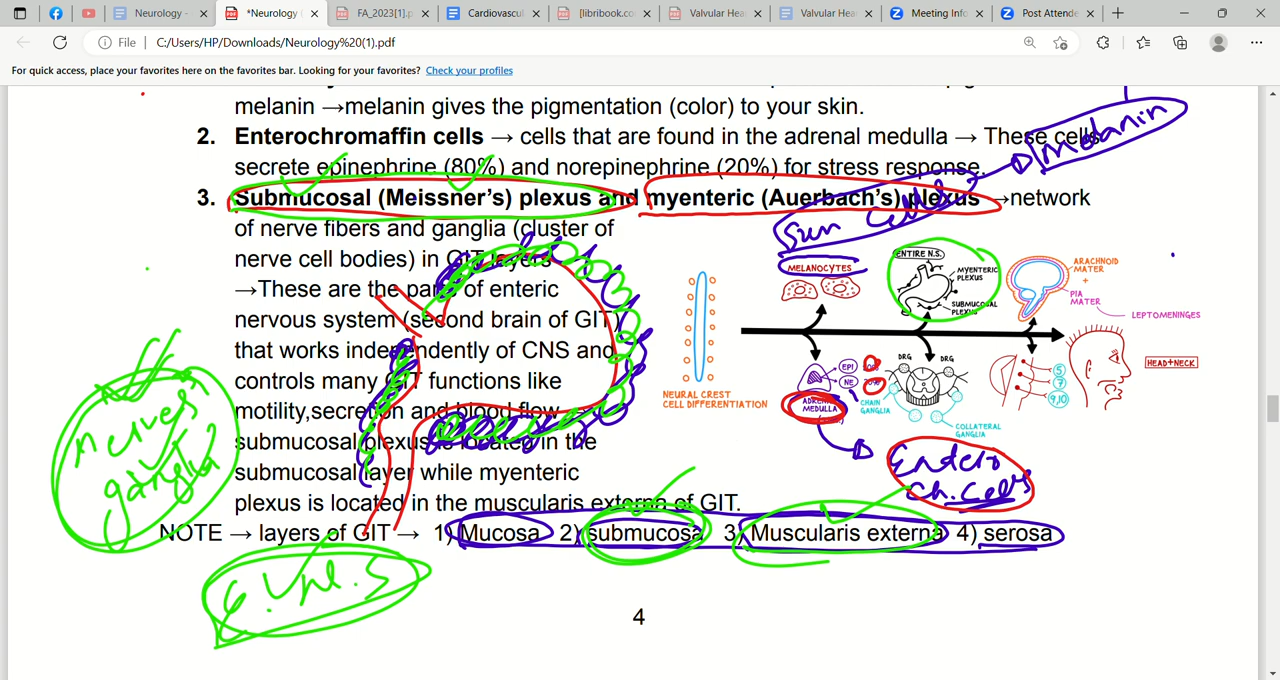 Neurology -
*Neurology (
FA_2023[1].p
Cardiovascul
[libribook.co
Valvular Hea
Valvular Hea
Meeting Info
Post Attende
File | C:/Users/HP/Downloads/Neurology%20(1).pdf
For quick access, place your favorites here on the favorites bar. Looking for your favorites? Check your profiles
melanin →melanin gives the pigmentation (color) to your skin.
Melanin
2. Enterochromaffin cells → cells that are found in the adrenal medulla → These cells
secrete epinephrine (80%) and norepinephrine (20%) for stress response.
3. Submucosal (Meissner's) plexus and myenteric (Auerbach's) plexus →network
of nerve fibers and ganglia (cluster of
nerve cell bodies) in GIT layers
→These are the parts of enteric
nervous system (second brain of GIT)
that works independently of CNS and
controls many GIT functions like
motility,secretion and blood flow
submucosal plexus is located in the
submucosal layer while myenteric
plexus is located in the muscularis externa of GIT.
NOTE → layers of GIT → 1) Mucosa 2) submucosa 3) Muscularis externa 4) serosa
4
cells
MELANOCYTES
ENTIRE N.S.
MYENTERIC
PLEXUS
SUBMUCOSAL
PLEXUS
ARACHNOID
MATER
+
PIA
MATER
LEPTOMENINGES
NEURAL CREST
CELL DIFFERENTIATION
EPI
NE
ADRENAL
MEDULLA
DRG
DRG
CHAIN
GANGLIA
COLLATERAL
GANGLIA
5
7
9,10
HEAD+NECK
Entero
Ch. Cells
nerves
ganglia